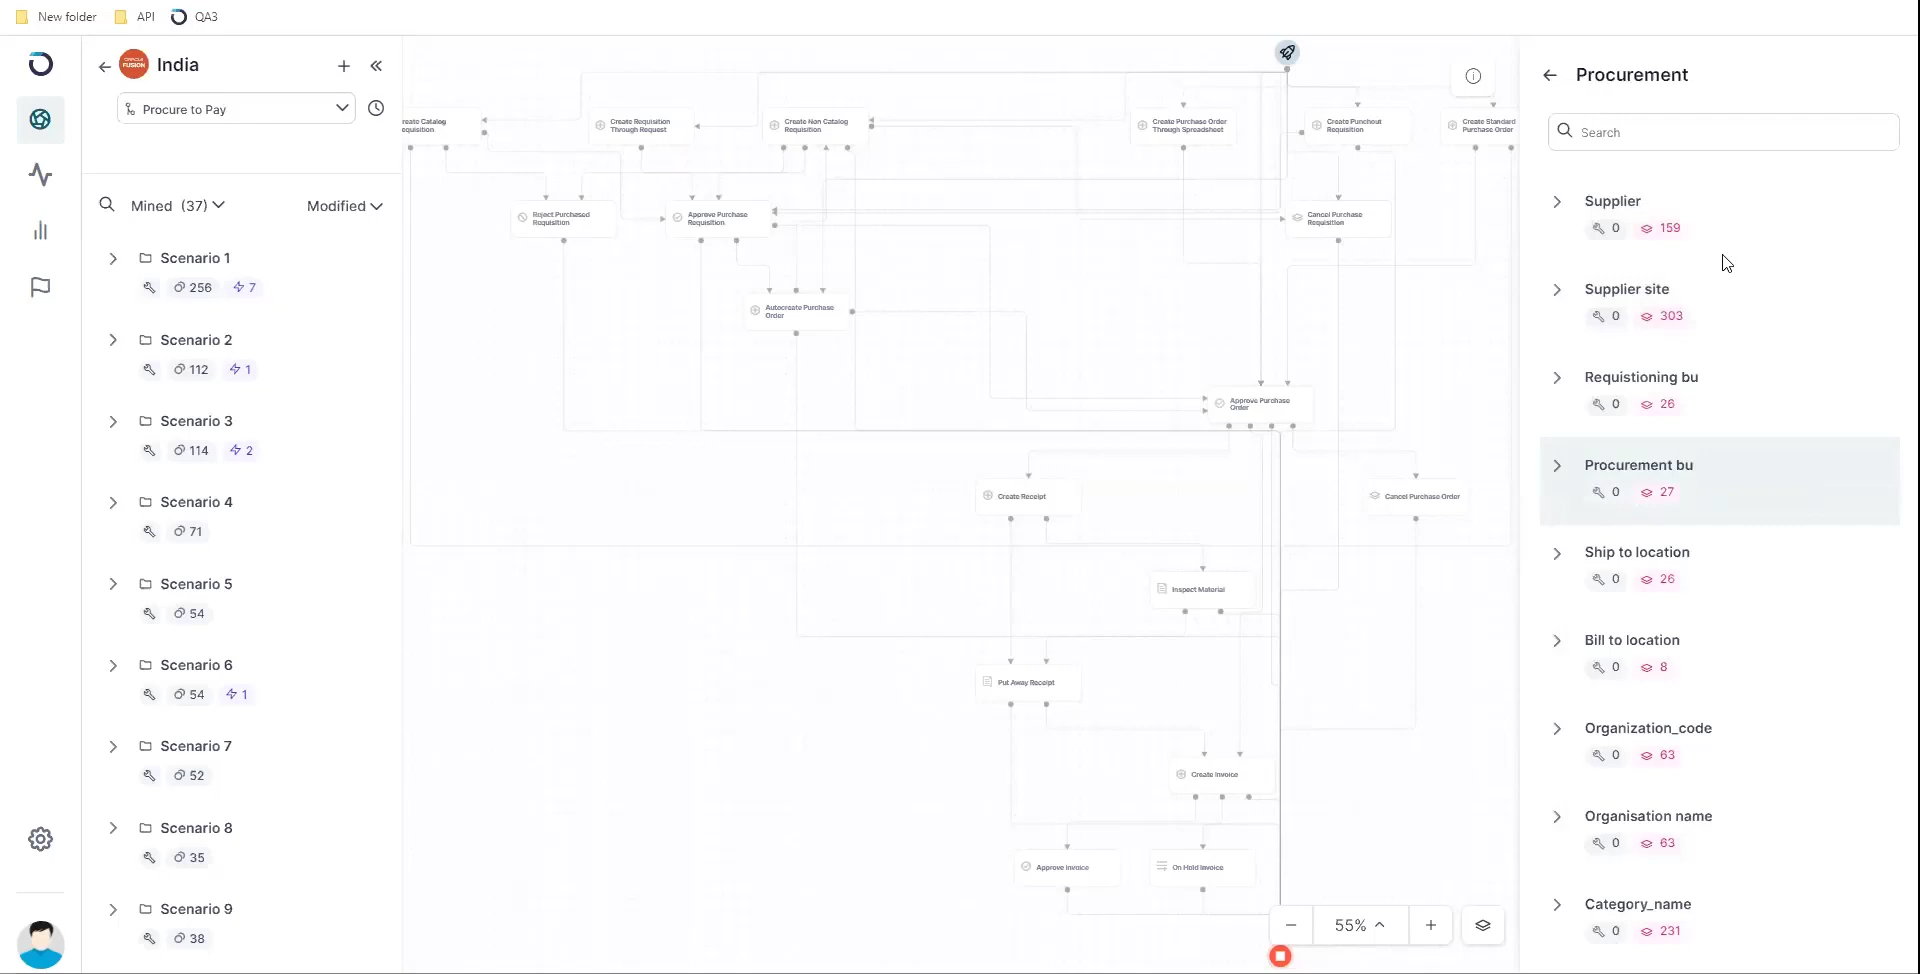 New folder
API
QA3
ORACLE
FUSION
India
Procure to Pay
Mined (37)
Modified
Scenario 1
256
7
Scenario 2
112
1
Scenario 3
114
2
Scenario 4
71
Scenario 5
54
Scenario 6
54
1
Scenario 7
52
Scenario 8
35
Scenario 9
38
reate Catalog
equisition
Create Requisition
Through Request
Create Non Catalog
Requisition
Create Purchase Order
Through Spreadsheet
Create Punchout
Requisition
Create Standard
Purchase Order
Reject Purchased
Requisition
Approve Purchase
Requisition
Cancel Purchase
Requisition
Autocreate Purchase
Order
Approve Purchase
Order
Create Receipt
Cancel Purchase Order
Inspect Material
Put Away Receipt
Create Invoice
Approve Invoice
On Hold Invoice
55%
Procurement
Search
Supplier
0
159
Supplier site
0
303
Requistioning bu
0
26
Procurement bu
0
27
Ship to location
0
26
Bill to location
0
8
Organization_code
0
63
Organisation name
0
63
Category_name
0
231